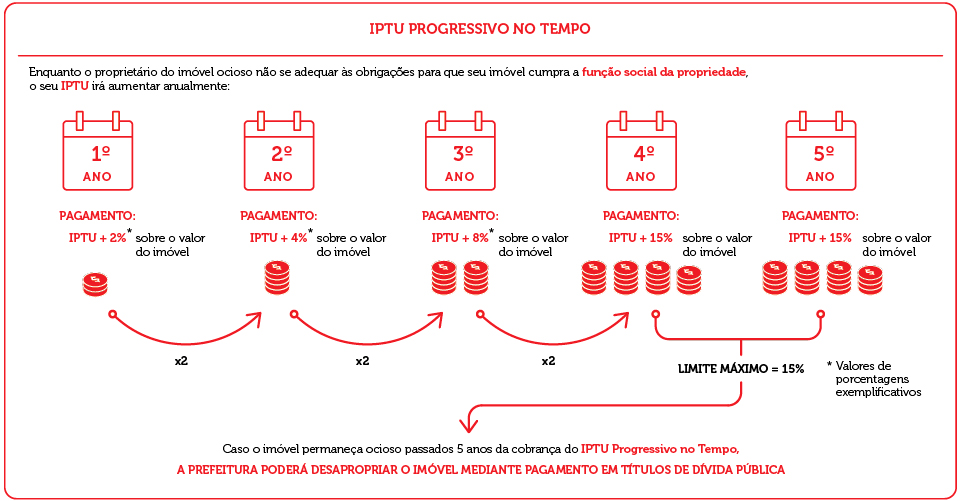 IPTU PROGRESSIVO NO TEMPO
Enquanto o proprietário do imóvel ocioso não se adequar às obrigações para que seu imóvel cumpra a função social da propriedade,
o seu IPTU irá aumentar anualmente:
1º
ANO
2º
ANO
3º
ANO
4º
ANO
5º
ANO
PAGAMENTO:
IPTU + 2%* sobre o valor
do imóvel
PAGAMENTO:
IPTU + 4%* sobre o valor
do imóvel
PAGAMENTO:
IPTU + 8%* sobre o valor
do imóvel
PAGAMENTO:
IPTU + 15% sobre o valor
do imóvel
PAGAMENTO:
IPTU + 15% sobre o valor
do imóvel
x2
x2
x2
LIMITE MÁXIMO = 15%
* Valores de
porcentagens
exemplificativos
Caso o imóvel permaneça ocioso passados 5 anos da cobrança do IPTU Progressivo no Tempo,
A PREFEITURA PODERÁ DESAPROPRIAR O IMÓVEL MEDIANTE PAGAMENTO EM TÍTULOS DE DÍVIDA PÚBLICA